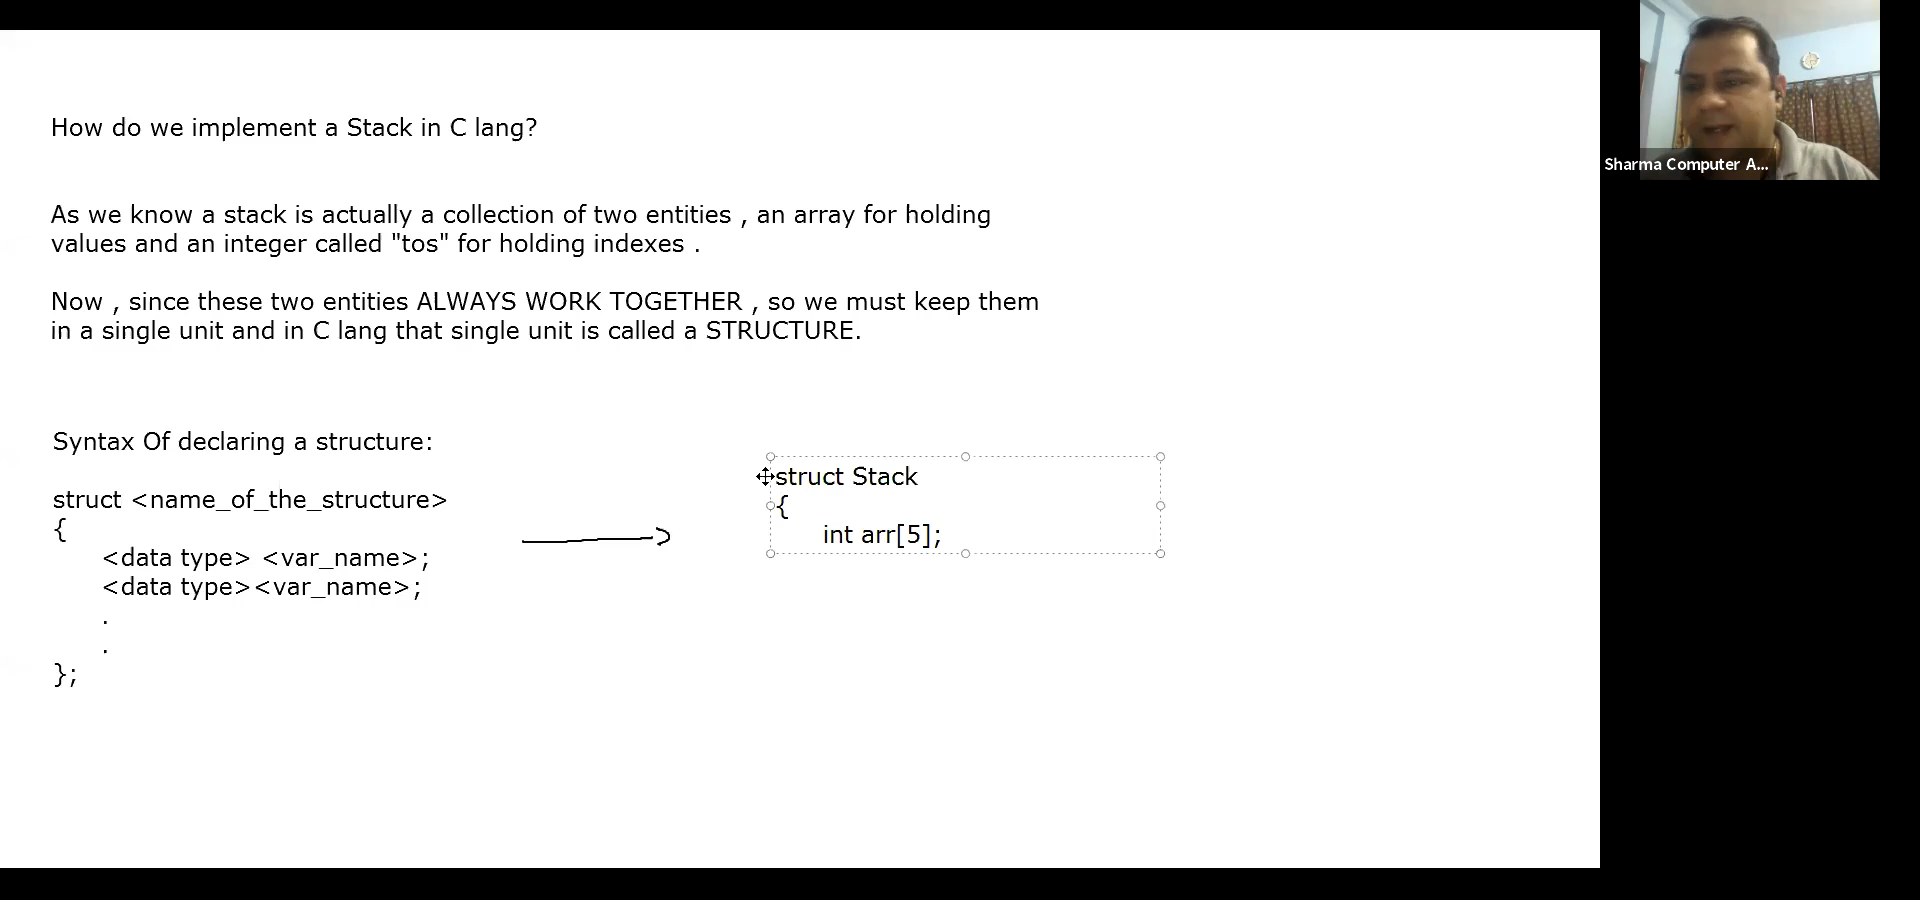 How do we implement a Stack in C lang?
As we know a stack is actually a collection of two entities , an array for holding
values and an integer called "tos" for holding indexes .
Now , since these two entities ALWAYS WORK TOGETHER , so we must keep them
in a single unit and in C lang that single unit is called a STRUCTURE.
Syntax Of declaring a structure:
struct <name_of_the_structure>
{
<data type> <var_name>;
<data type><var_name>;
.
.
};
struct Stack
{
int arr[5];
Sharma Computer A...